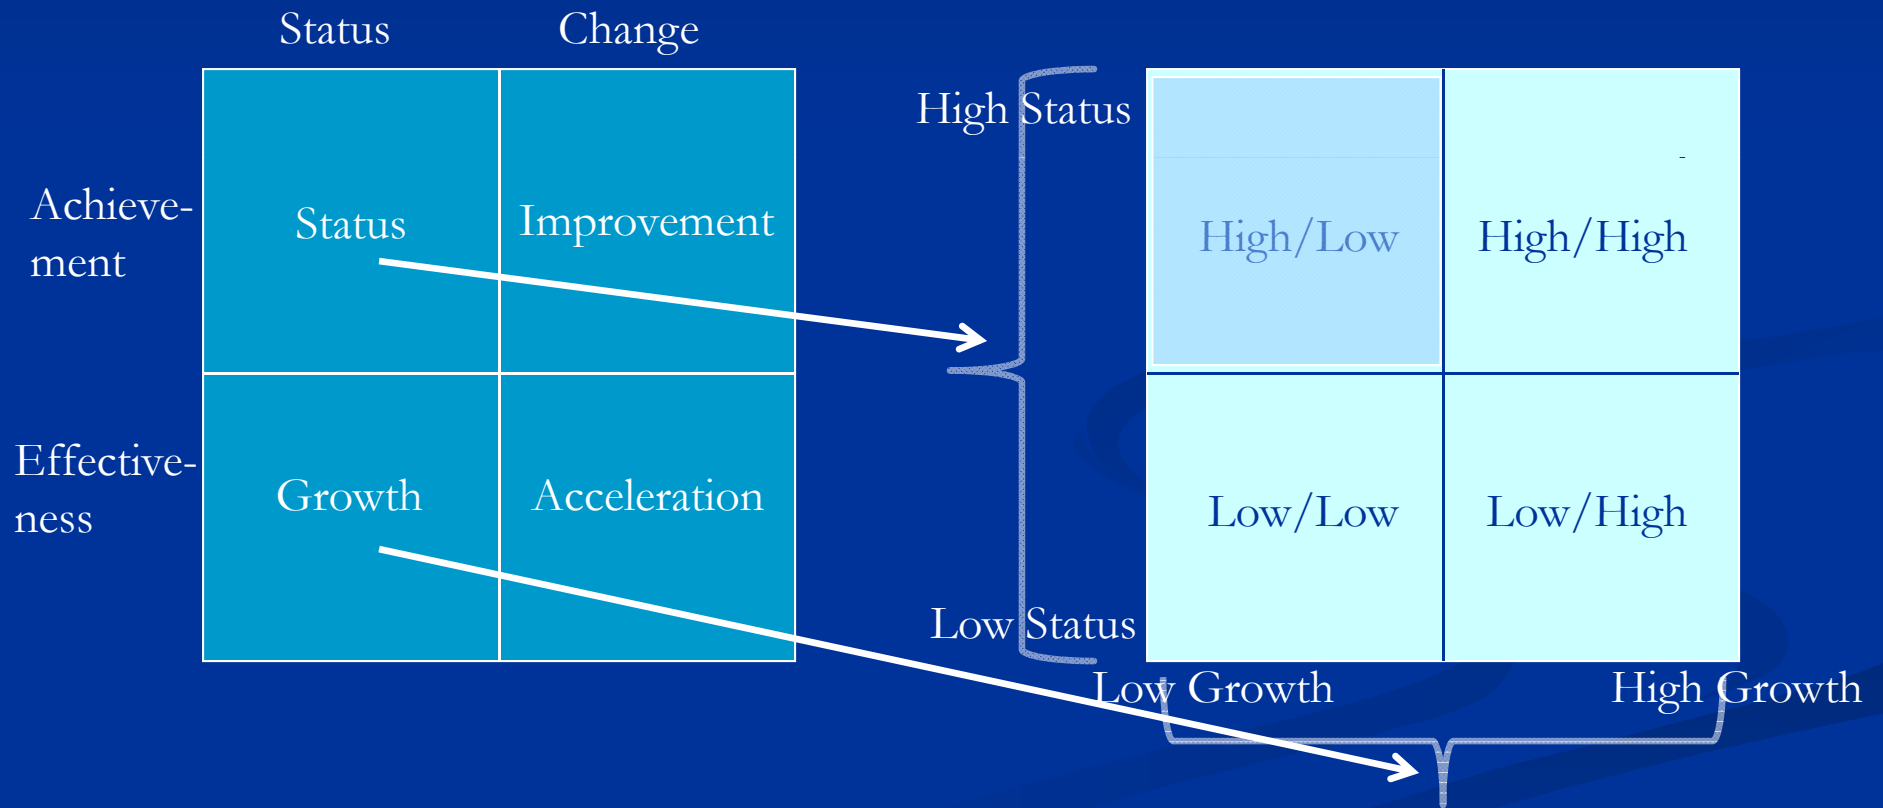 Status
Change
Achieve-
ment
Status
Improvement
Effective-
ness
Growth
Acceleration
High Status
High/Low
High/High
Low/Low
Low/High
Low Status
Low Growth
High Growth